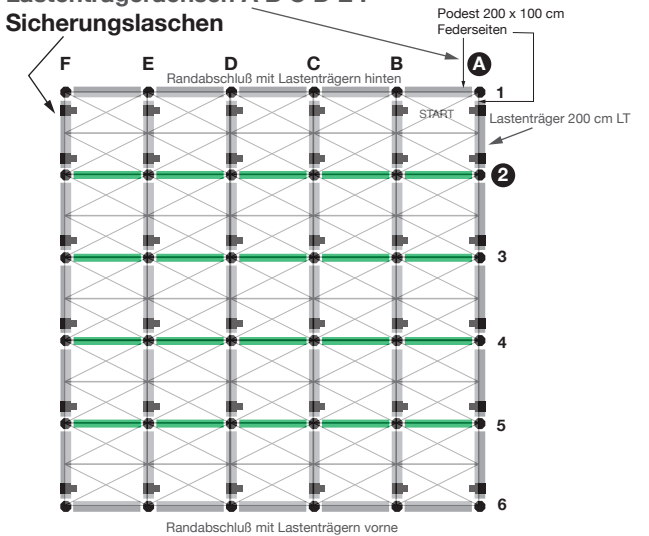 Sicherungslaschen
Podest 200 x 100 cm
Federseiten
F E D C B A
Randabschluß mit Lastenträgern hinten
1
START
Lastenträger 200 cm LT
2
3
4
5
6
Randabschluß mit Lastenträgern vorne